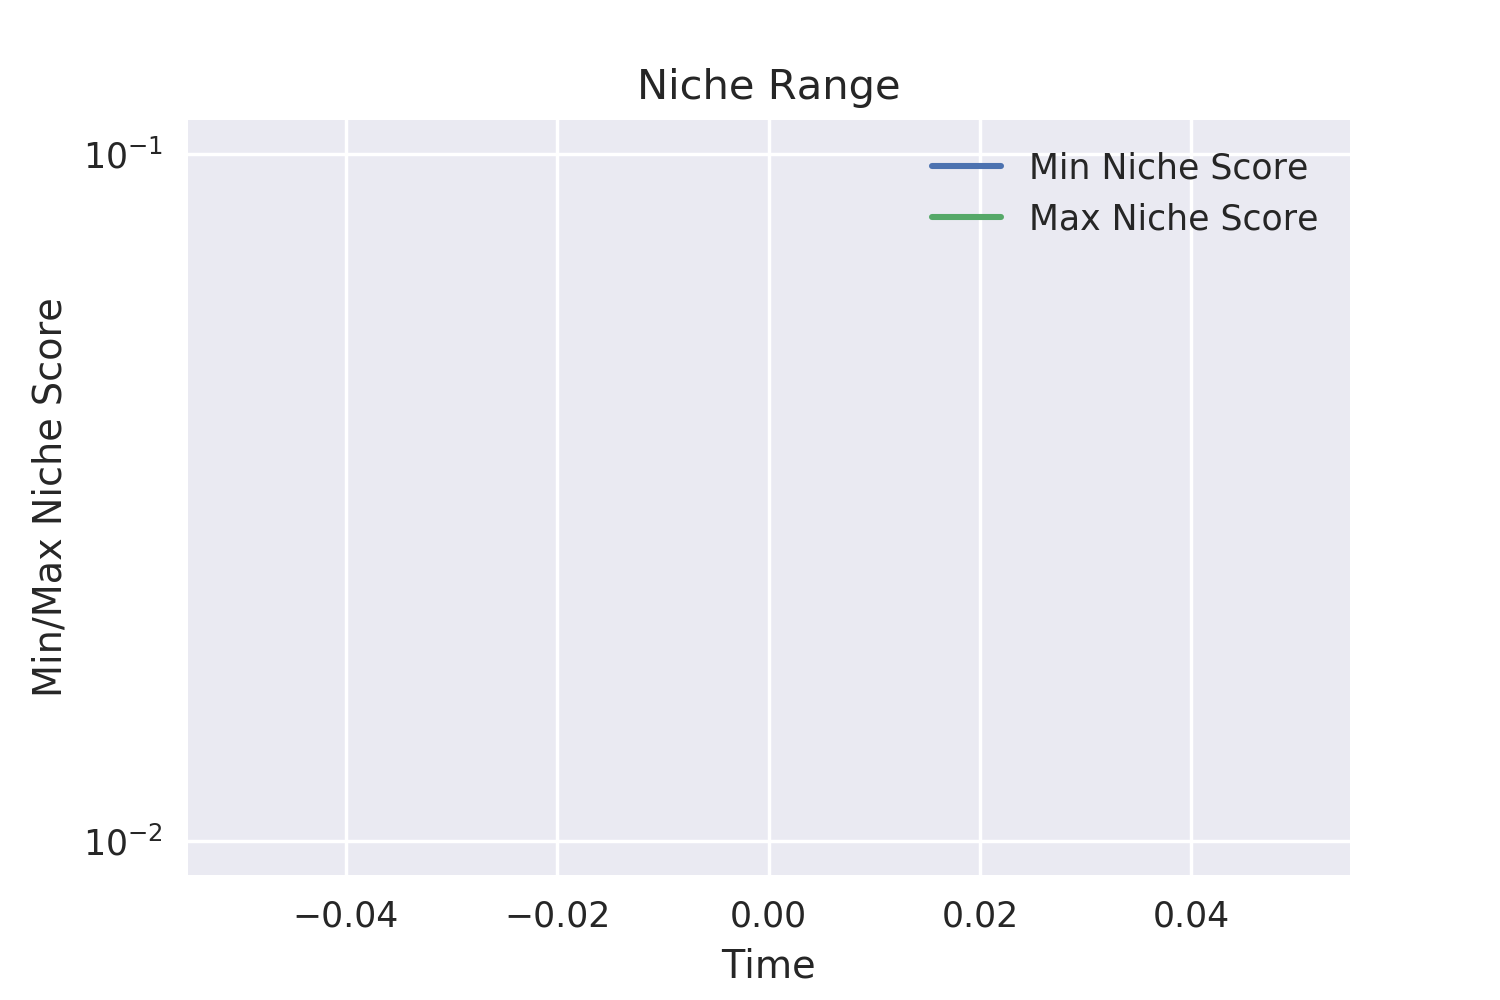 Niche Range
10⁻¹
Min Niche Score
Max Niche Score
Min/Max Niche Score
10⁻²
−0.04 −0.02 0.00 0.02 0.04
Time